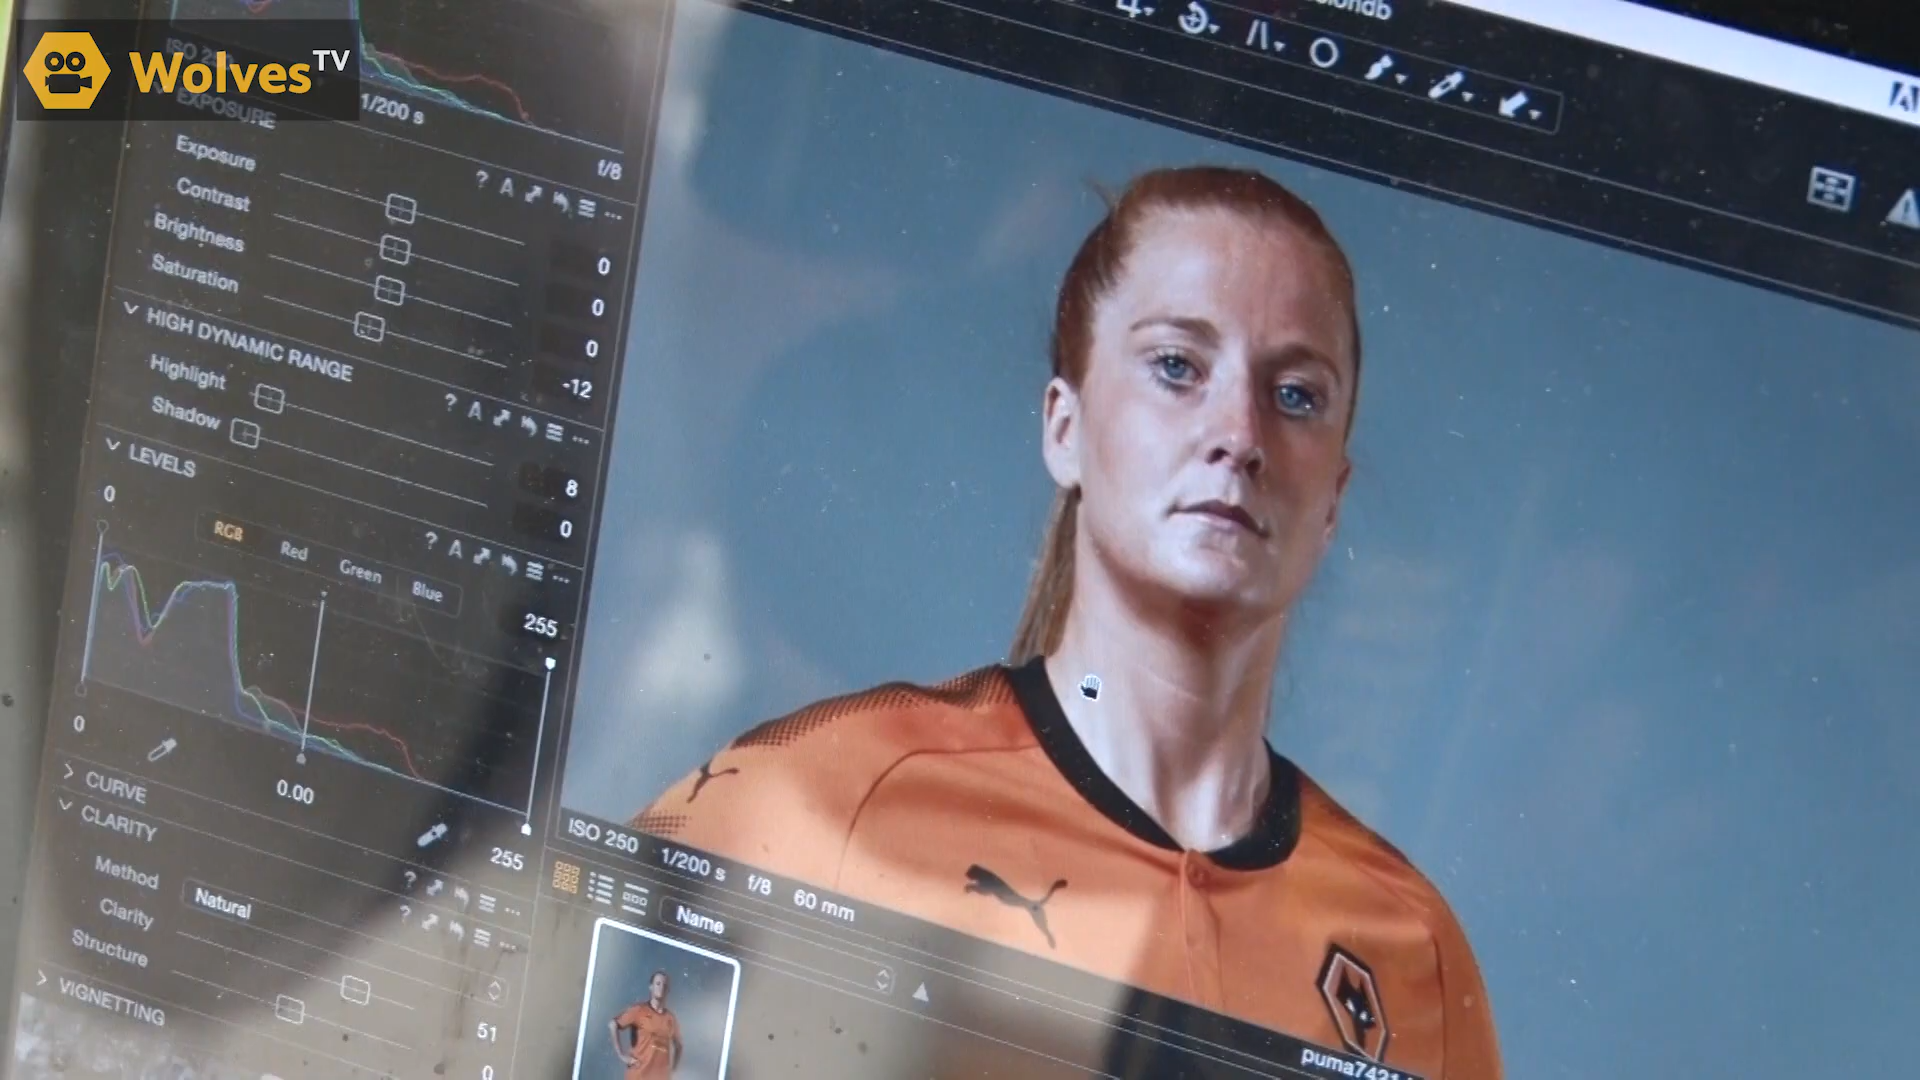 WolvesTV
ISO 250
1/200 s
f/8
EXPOSURE
Exposure
0
Contrast
0
Brightness
0
Saturation
-12
HIGH DYNAMIC RANGE
Highlight
8
Shadow
0
LEVELS
0
RGB Red Green Blue
255
0
0.00
255
CURVE
CLARITY
Method
Natural
Clarity
51
Structure
0
VIGNETTING
ISO 250 1/200 s f/8 60 mm
Name